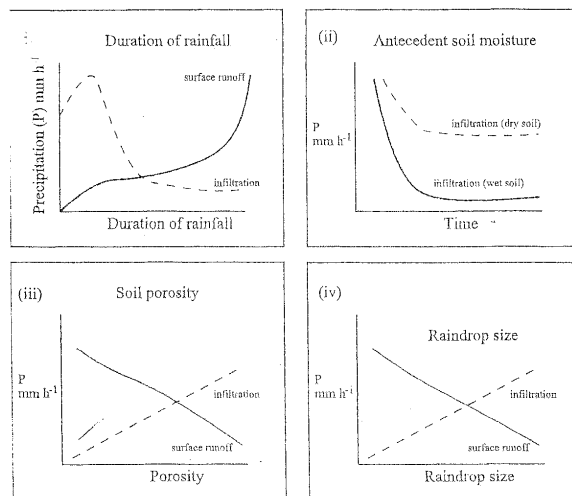 Duration of rainfall
Precipitation (P) mm h⁻¹
surface runoff
infiltration
Duration of rainfall
(ii)
Antecedent soil moisture
P
mm h⁻¹
infiltration (dry soil)
infiltration (wet soil)
Time
(iii)
Soil porosity
P
mm h⁻¹
infiltration
surface runoff
Porosity
(iv)
Raindrop size
P
mm h⁻¹
infiltration
surface runoff
Raindrop size